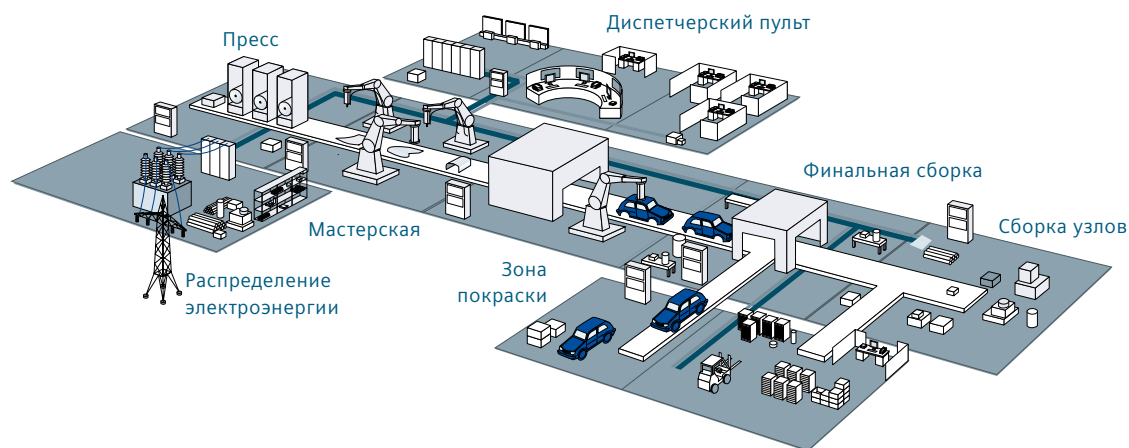 Диспетчерский пульт
Пресс
Финальная сборка
Сборка узлов
Мастерская
Зона
покраски
Распределение
электроэнергии